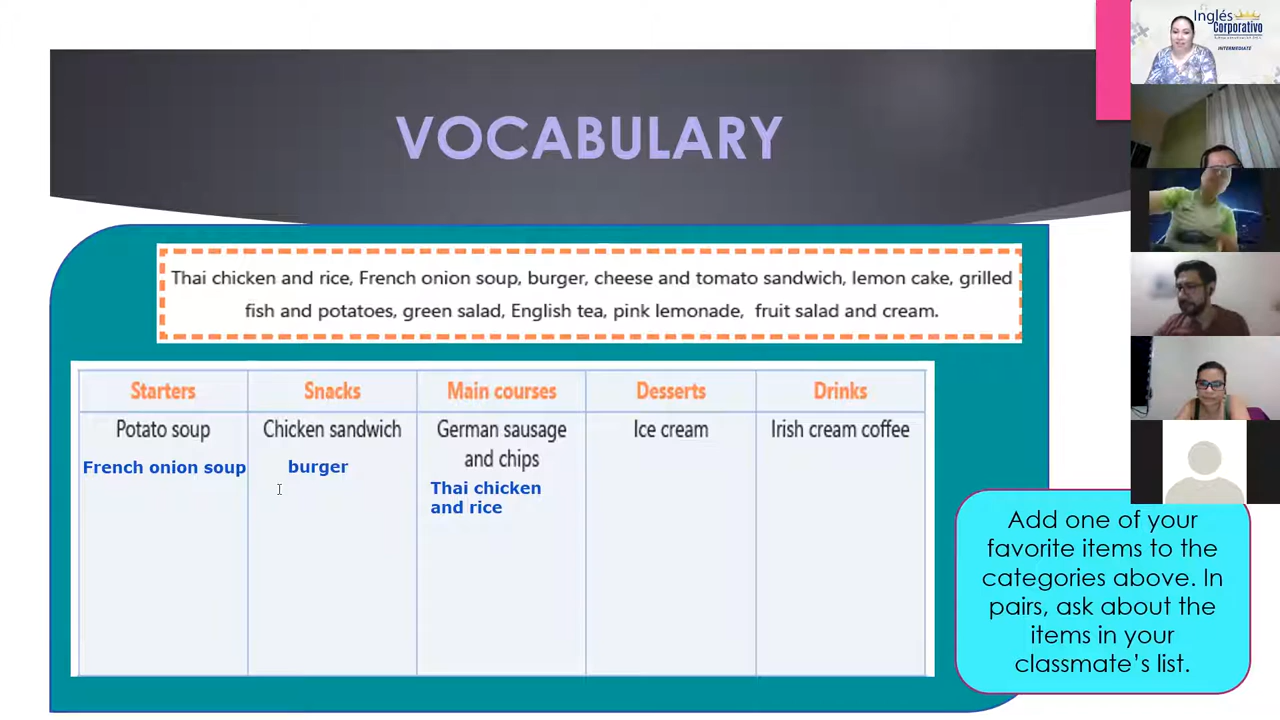 VOCABULARY
Thai chicken and rice, French onion soup, burger, cheese and tomato sandwich, lemon cake, grilled
fish and potatoes, green salad, English tea, pink lemonade, fruit salad and cream.
Starters
Snacks
Main courses
Desserts
Drinks
Potato soup
French onion soup
Chicken sandwich
burger
German sausage
and chips
Thai chicken
and rice
Ice cream
Irish cream coffee
Add one of your
favorite items to the
categories above. In
pairs, ask about the
items in your
classmate's list.
Inglés
Corporativo
INTERMEDIATE